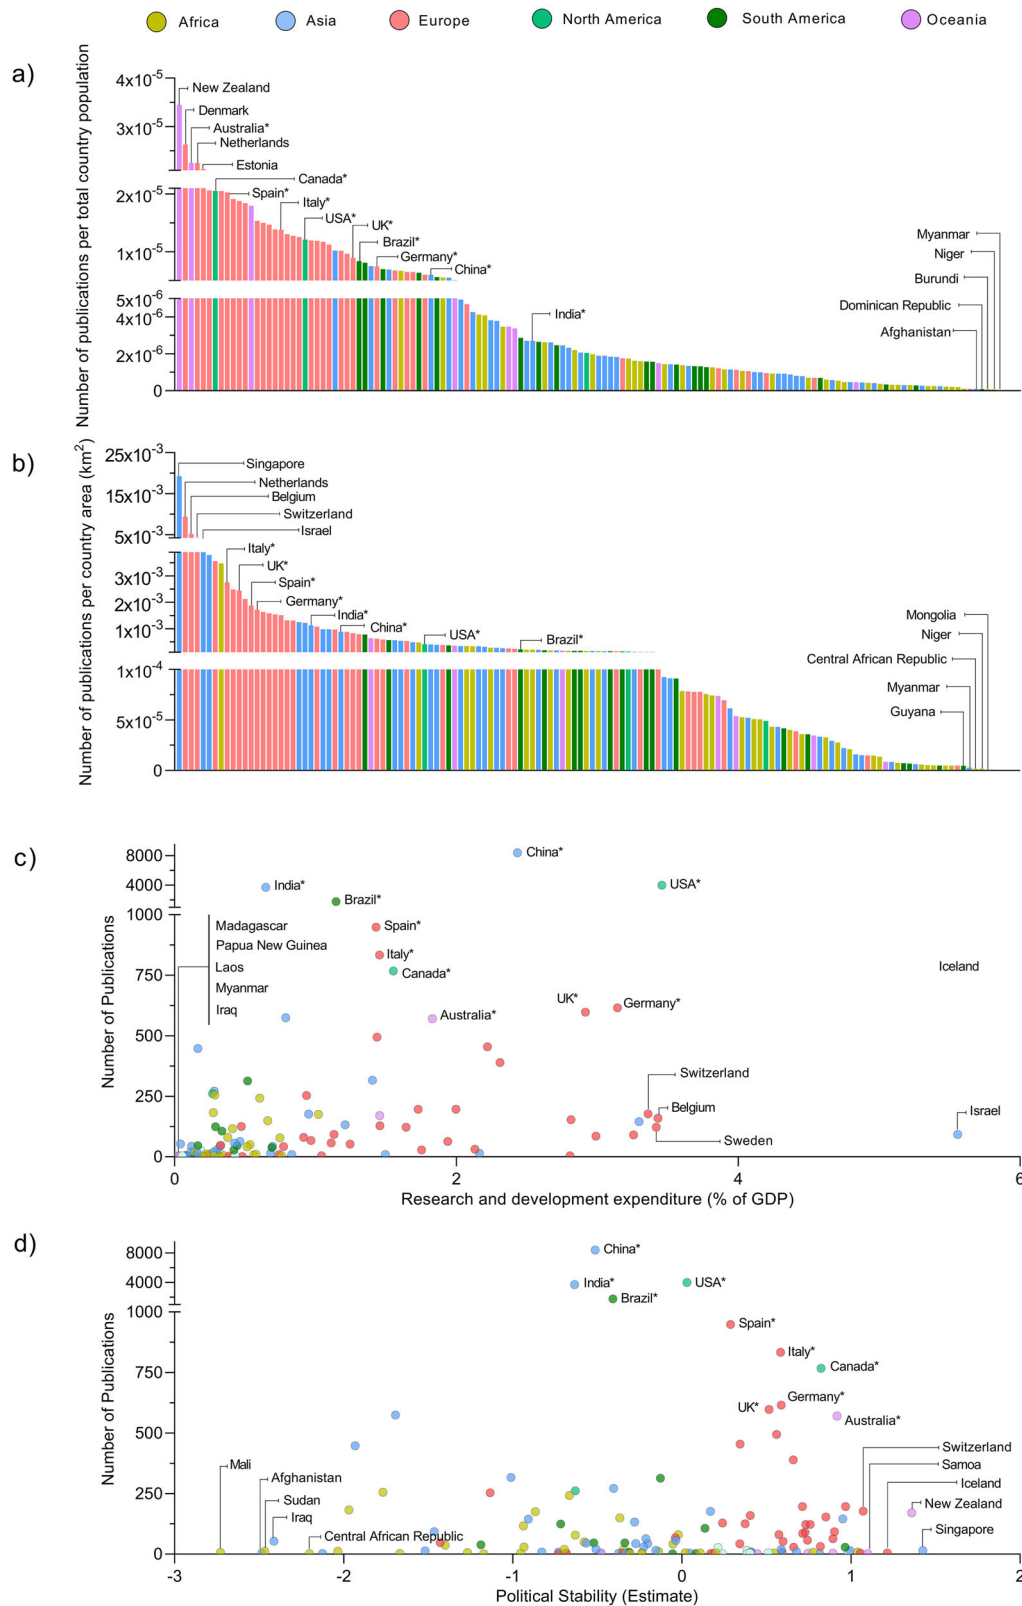 Africa Asia Europe North America South America Oceania
a)
Number of publications per total country population
4x10-5
3x10-5
2x10-5
1x10-5
5x10-6
4x10-6
2x10-6
0
New Zealand
Denmark
Australia*
Netherlands
Estonia
Canada*
Spain*
Italy*
USA*
UK*
Brazil*
Germany*
China*
India*
Myanmar
Niger
Burundi
Dominican Republic
Afghanistan
b)
Number of publications per country area (km2)
25x10-3
15x10-3
5x10-3
3x10-3
2x10-3
1x10-3
1x10-4
5x10-5
0
Singapore
Netherlands
Belgium
Switzerland
Israel
Italy*
UK*
Spain*
Germany*
India*
China*
USA*
Brazil*
Mongolia
Niger
Central African Republic
Myanmar
Guyana
c)
Number of Publications
8000
4000
1000
750
500
250
0
China*
India*
USA*
Brazil*
Madagascar
Papua New Guinea
Laos
Myanmar
Iraq
Spain*
Italy*
Canada*
Iceland
UK*
Germany*
Australia*
Switzerland
Belgium
Israel
Sweden
0 2 4 6
Research and development expenditure (% of GDP)
d)
Number of Publications
8000
4000
1000
750
500
250
0
China*
India*
USA*
Brazil*
Spain*
Italy*
Canada*
Germany*
UK*
Australia*
Switzerland
Samoa
Iceland
New Zealand
Singapore
Mali
Afghanistan
Sudan
Iraq
Central African Republic
-3 -2 -1 0 1 2
Political Stability (Estimate)